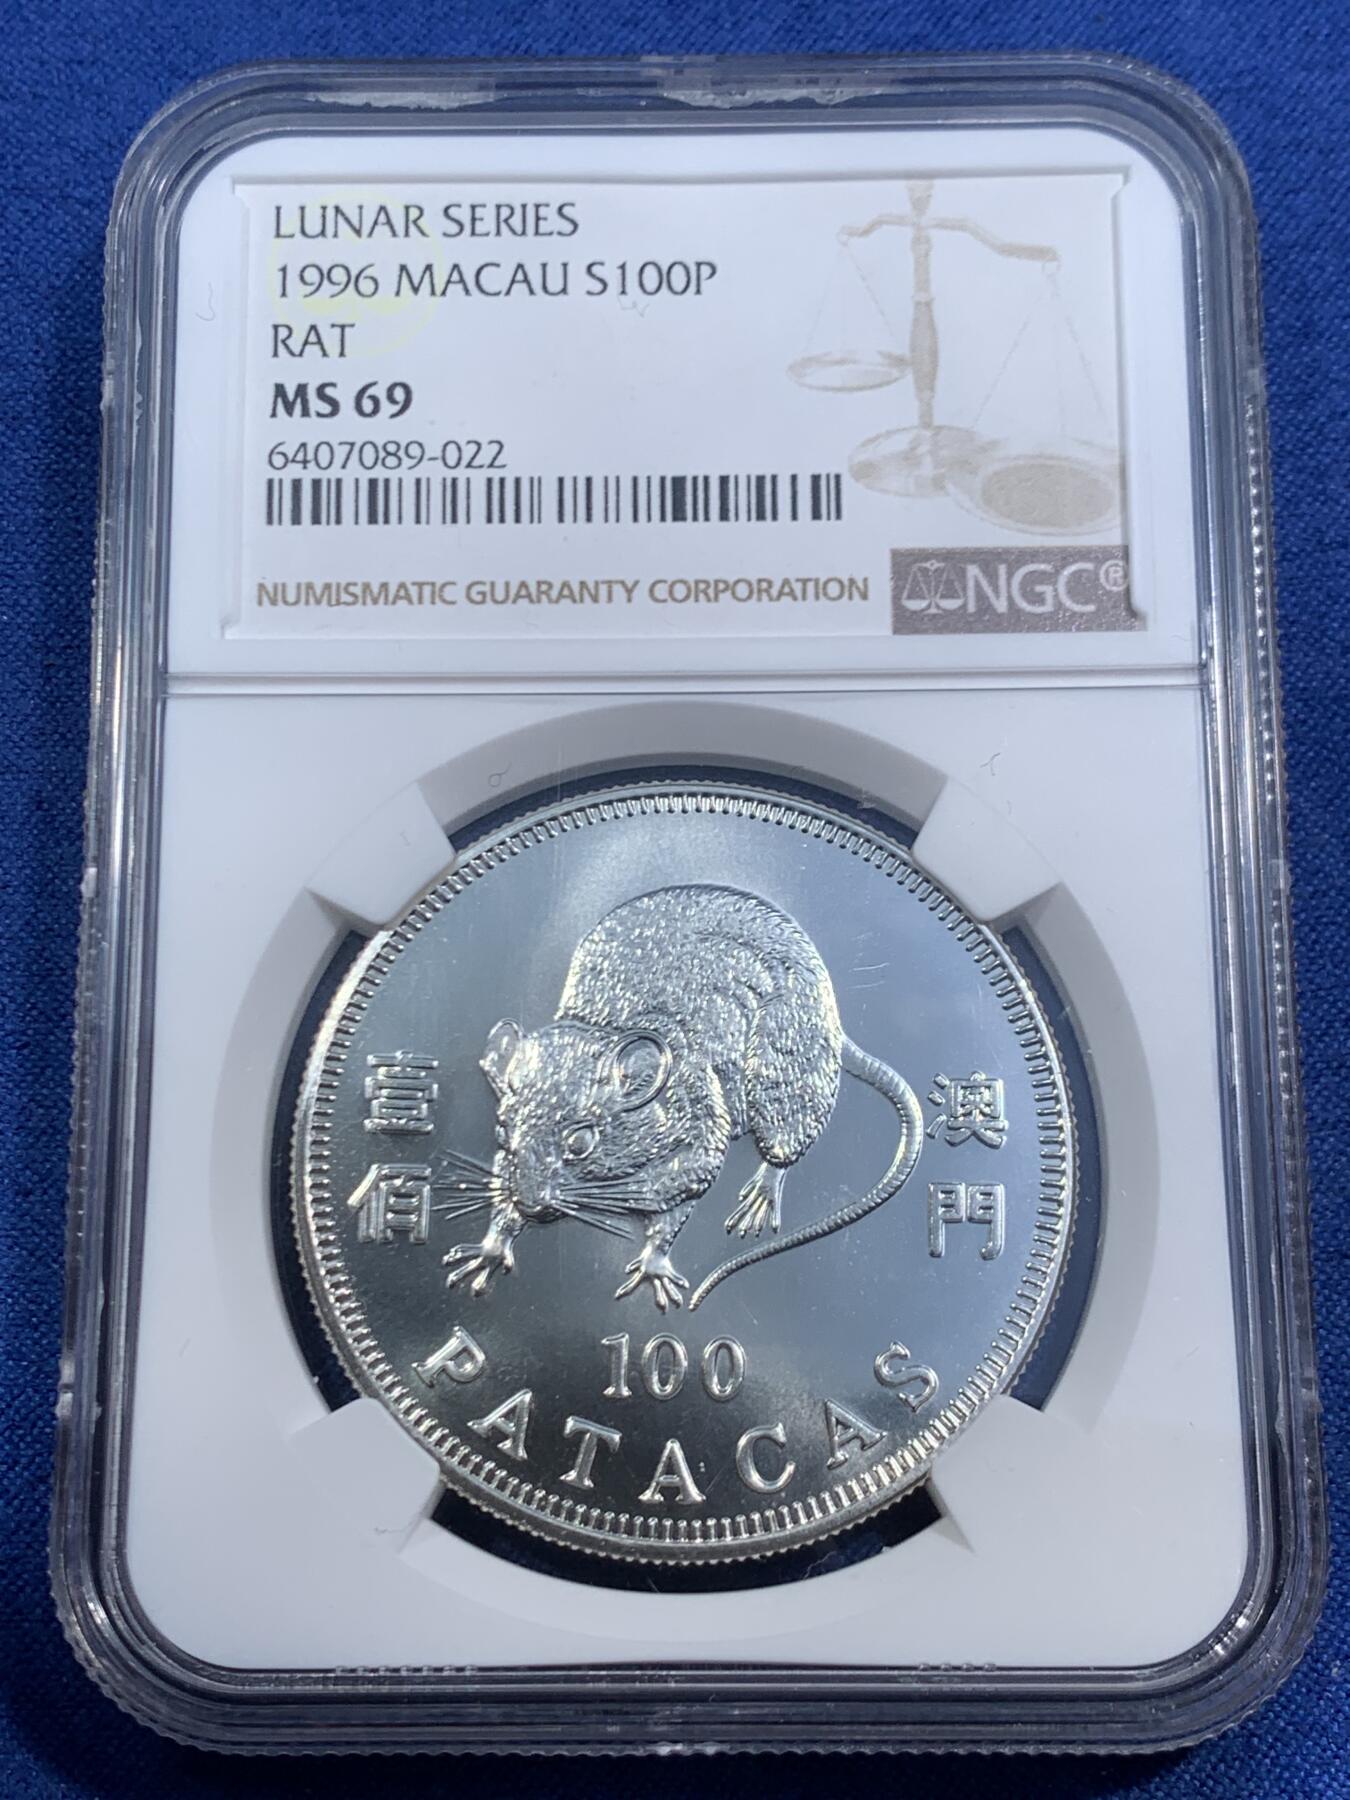 LUNAR SERIES
1996 MACAU S100P
RAT
MS 69
6407089-022
NUMISMATIC GUARANTY CORPORATION
NGC®
壹佰
澳門
100
PATACAS